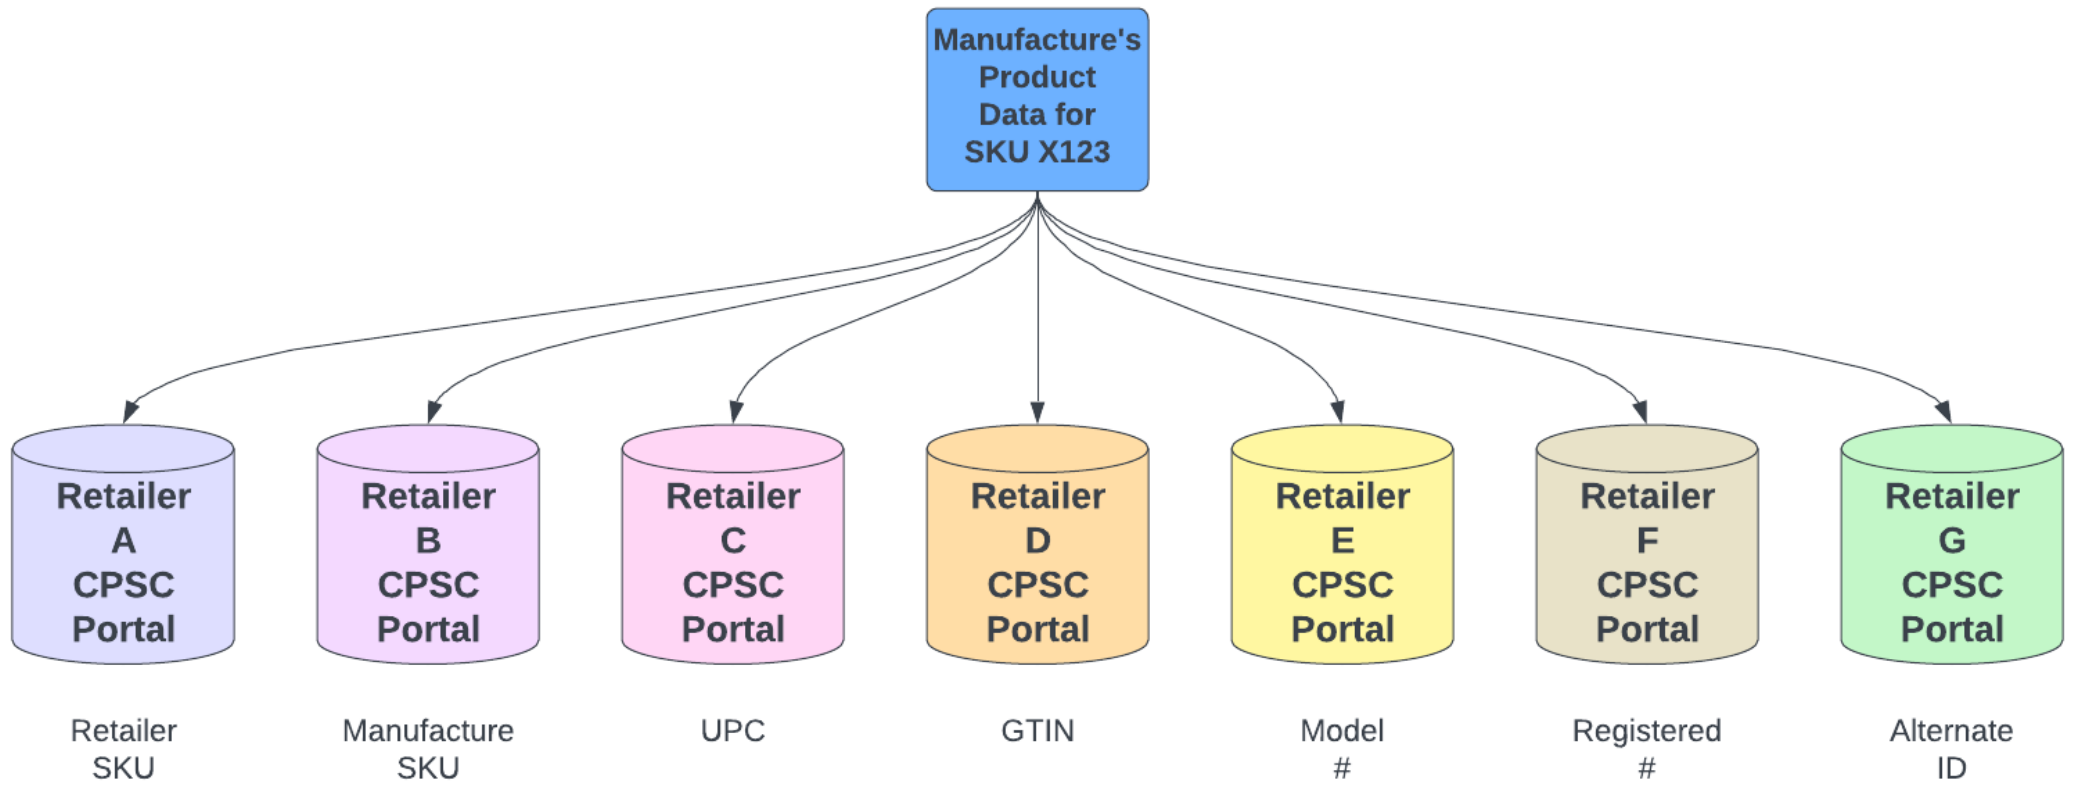 Manufacture's
Product
Data for
SKU X123
Retailer
A
CPSC
Portal
Retailer
B
CPSC
Portal
Retailer
C
CPSC
Portal
Retailer
D
CPSC
Portal
Retailer
E
CPSC
Portal
Retailer
F
CPSC
Portal
Retailer
G
CPSC
Portal
Retailer
SKU
Manufacture
SKU
UPC
GTIN
Model
#
Registered
#
Alternate
ID